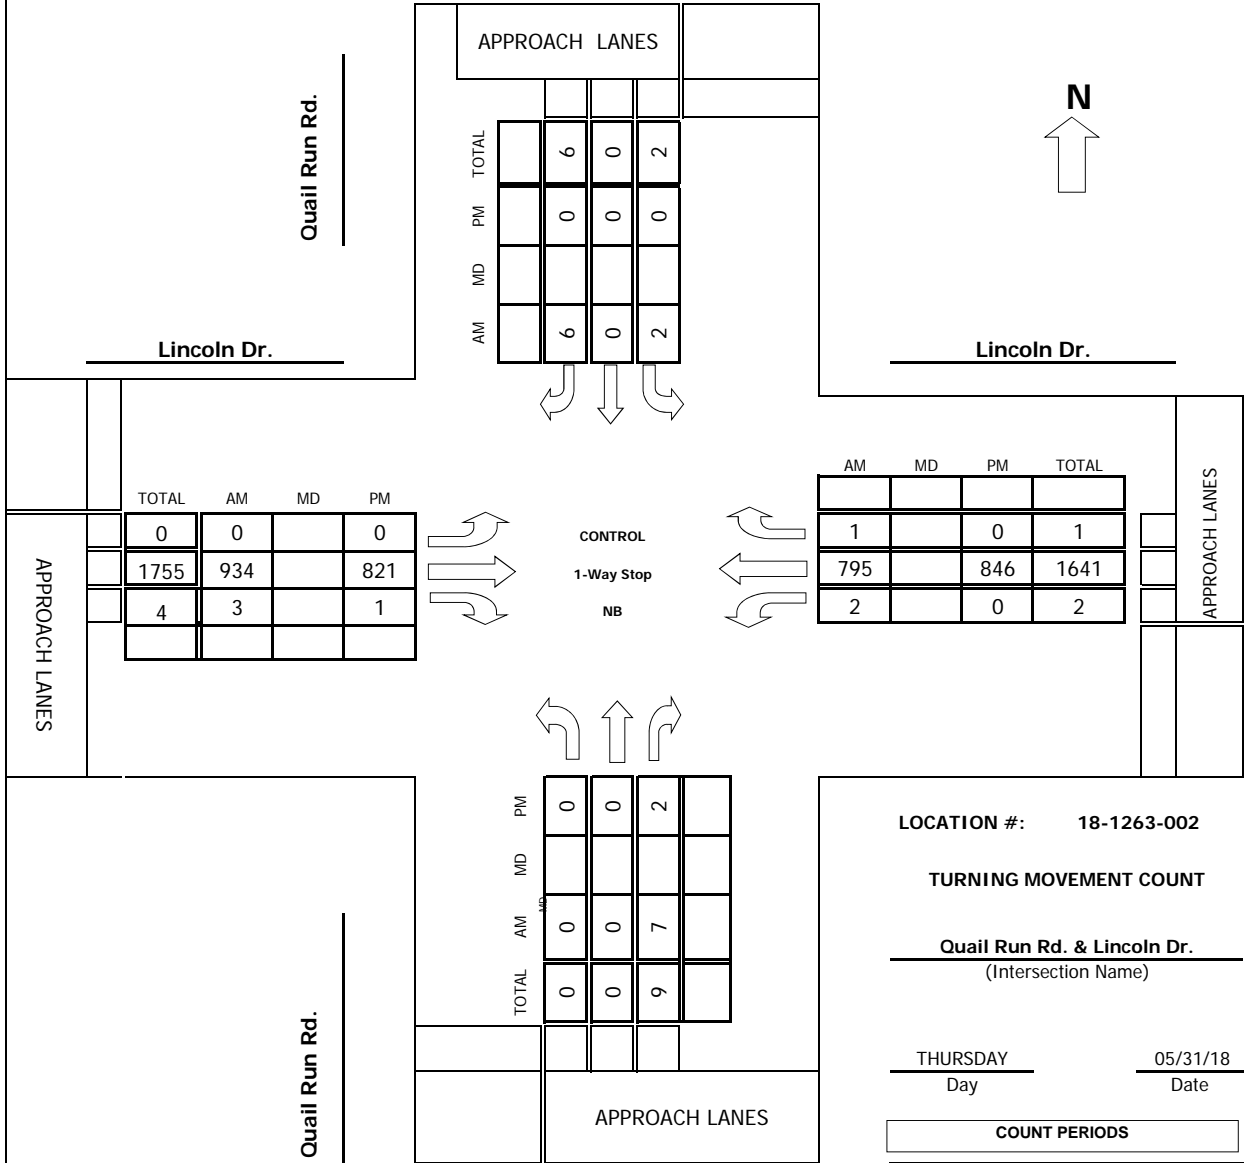 APPROACH LANES
N
Quail Run Rd.
TOTAL 6 0 2
PM 0 0 0
MD
AM 6 0 2
Lincoln Dr.
Lincoln Dr.
AM MD PM TOTAL
1 0 1
795 846 1641
2 0 2
APPROACH LANES
TOTAL AM MD PM
0 0 0
1755 934 821
4 3 1
APPROACH LANES
CONTROL
1-Way Stop
NB
PM 0 0 2
MD
MD
AM 0 0 7
TOTAL 0 0 9
Quail Run Rd.
APPROACH LANES
LOCATION #: 18-1263-002
TURNING MOVEMENT COUNT
Quail Run Rd. & Lincoln Dr.
(Intersection Name)
THURSDAY 05/31/18
Day Date
COUNT PERIODS